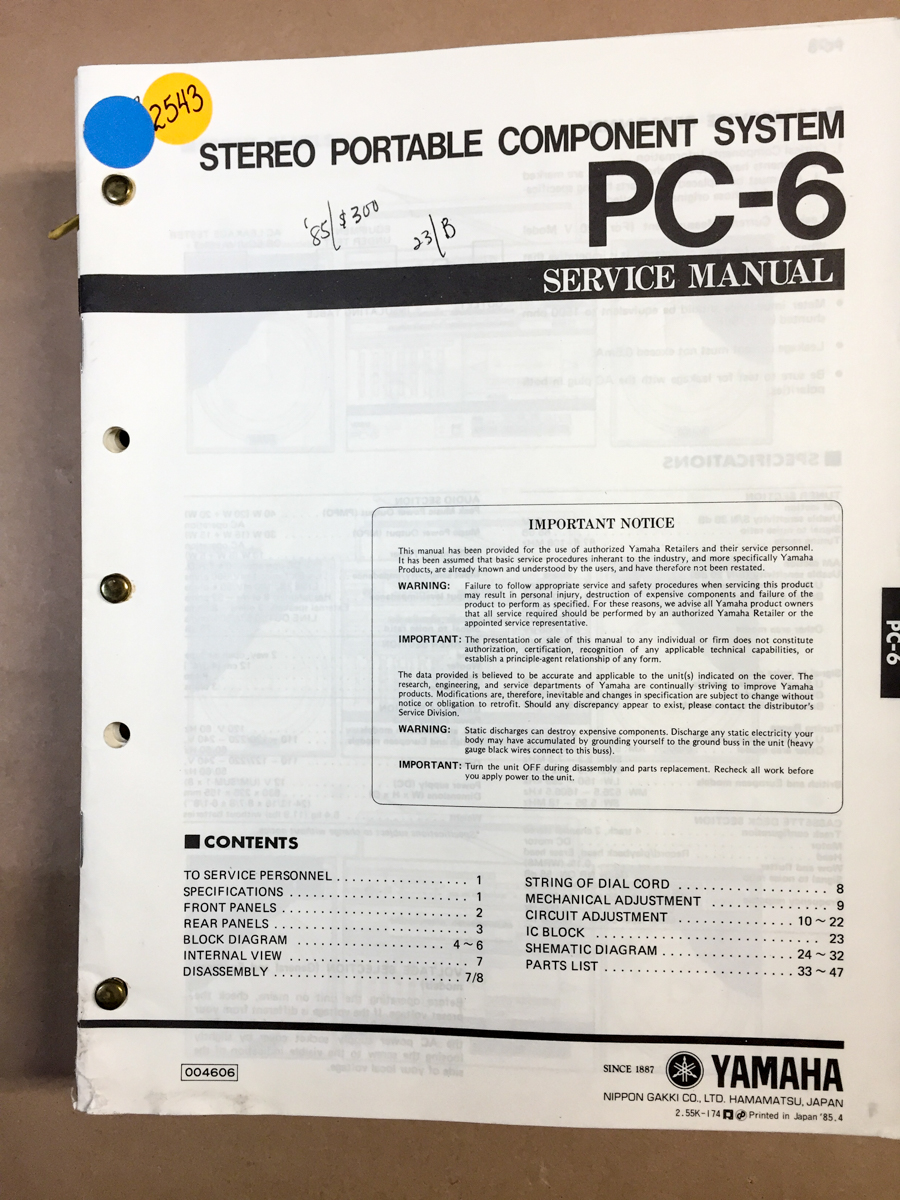 2543
STEREO PORTABLE COMPONENT SYSTEM
PC-6
'85/$300
23/B
SERVICE MANUAL
IMPORTANT NOTICE
This manual has been provided for the use of authorized Yamaha Retailers and their service personnel.
It has been assumed that basic service procedures inherant to the industry, and more specifically Yamaha
Products, are already known and understood by the users, and have therefore not been restated.
WARNING: Failure to follow appropriate service and safety procedures when servicing this product
may result in personal injury, destruction of expensive components and failure of the
product to perform as specified. For these reasons, we advise all Yamaha product owners
that all service required should be performed by an authorized Yamaha Retailer or the
appointed service representative.
IMPORTANT: The presentation or sale of this manual to any individual or firm does not constitute
authorization, certification, recognition of any applicable technical capabilities, or
establish a principle-agent relationship of any form.
The data provided is believed to be accurate and applicable to the unit(s) indicated on the cover. The
research, engineering, and service departments of Yamaha are continually striving to improve Yamaha
products. Modifications are, therefore, inevitable and changes in specification are subject to change without
notice or obligation to retrofit. Should any discrepancy appear to exist, please contact the distributor's
Service Division.
WARNING: Static discharges can destroy expensive components. Discharge any static electricity your
body may have accumulated by grounding yourself to the ground buss in the unit (heavy
gauge black wires connect to this buss).
IMPORTANT: Turn the unit OFF during disassembly and parts replacement. Recheck all work before
you apply power to the unit.
PC-6
■ CONTENTS
TO SERVICE PERSONNEL ................ 1
SPECIFICATIONS ...................... 1
FRONT PANELS ....................... 2
REAR PANELS ........................ 3
BLOCK DIAGRAM ................... 4~6
INTERNAL VIEW ...................... 7
DISASSEMBLY ....................... 7/8
STRING OF DIAL CORD .................. 8
MECHANICAL ADJUSTMENT .............. 9
CIRCUIT ADJUSTMENT .............. 10~22
IC BLOCK ........................... 23
SHEMATIC DIAGRAM ................ 24~32
PARTS LIST ....................... 33~47
004606
SINCE 1887 YAMAHA
NIPPON GAKKI CO., LTD. HAMAMATSU, JAPAN
2.55K-174 Printed in Japan '85.4